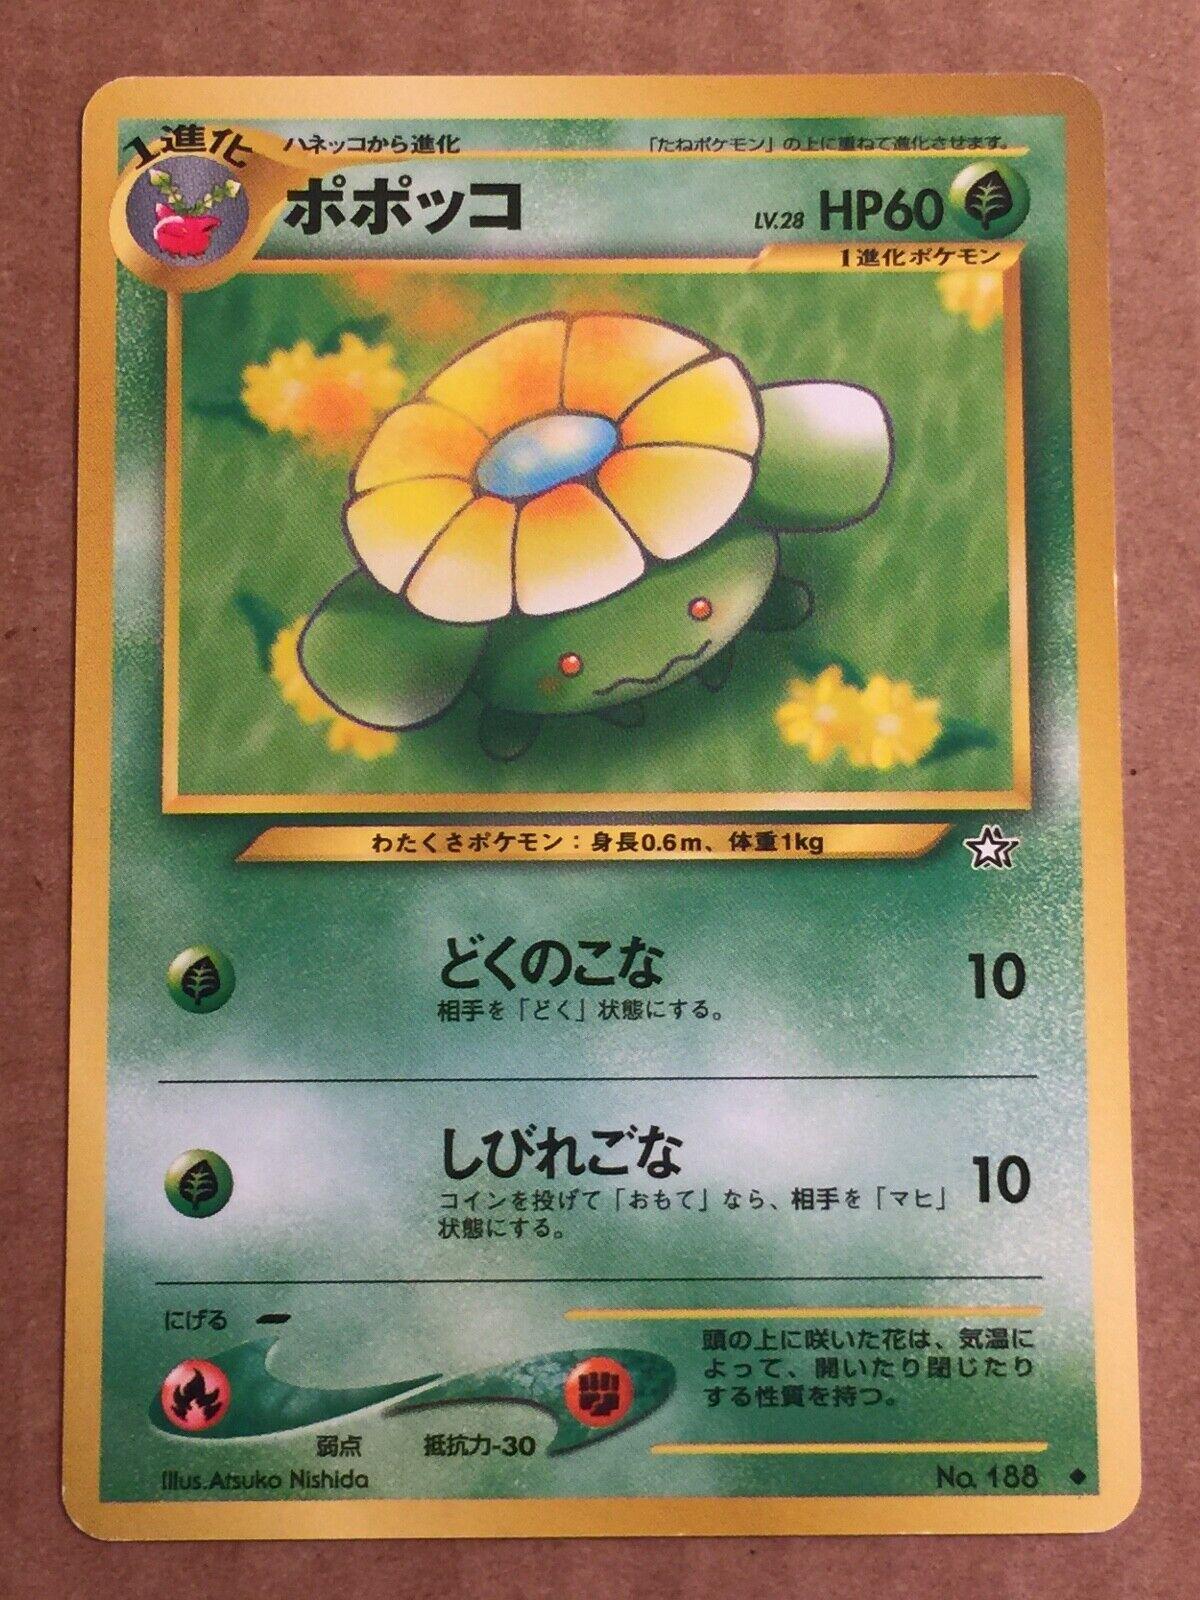 1進化
ハネッコから進化
「たねポケモン」の上に重ねて進化させます。
ポポッコ
LV.28 HP60
1進化ポケモン
わたくさポケモン：身長0.6m、体重1kg
どくのこな 10
相手を「どく」状態にする。
しびれごな 10
コインを投げて「おもて」なら、相手を「マヒ」
状態にする。
にげる
頭の上に咲いた花は、気温に
よって、開いたり閉じたり
する性質を持つ。
弱点 抵抗力-30
Illus.Atsuko Nishida
No. 188